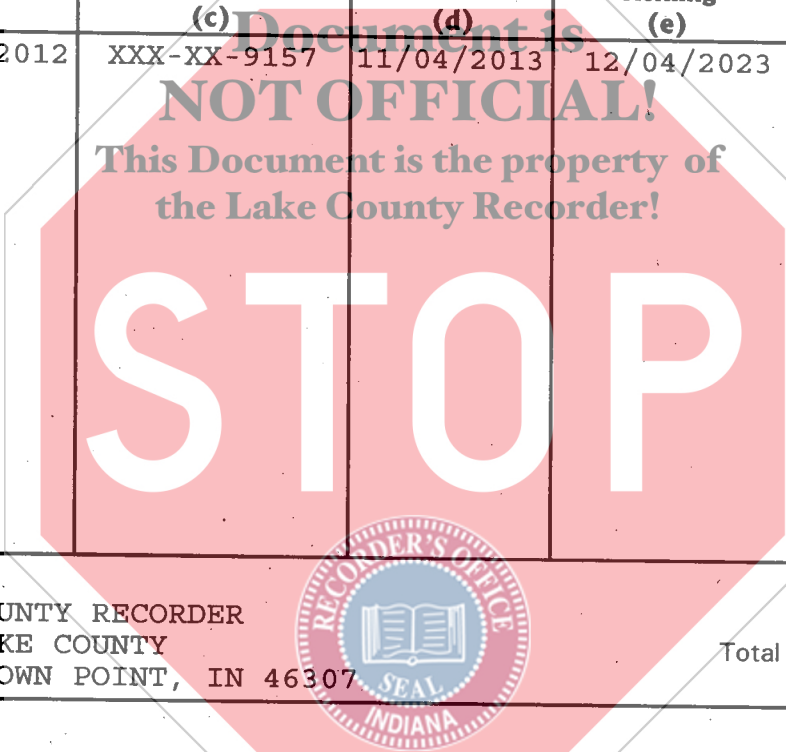 (c) (d) (e)
Document is
2012 XXX-XX-9157 11/04/2013 12/04/2023
NOT OFFICIAL!
This Document is the property of
the Lake County Recorder!
STOP
RECORDER'S OFFICE
SEAL
INDIANA
UNTY RECORDER
KE COUNTY
OWN POINT, IN 46307
Total